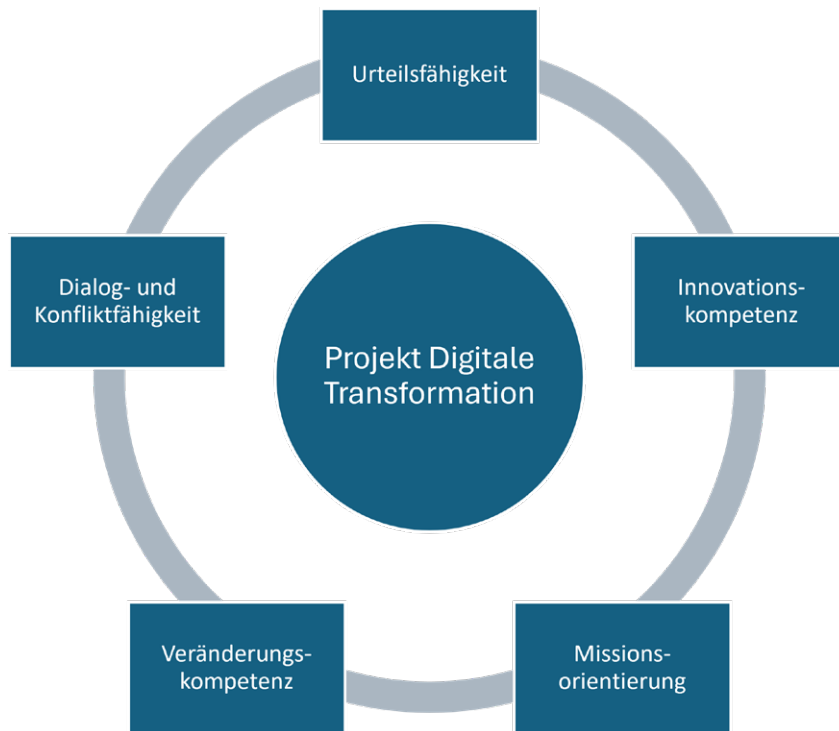 Urteilsfähigkeit
Dialog- und
Konfliktfähigkeit
Innovations-
kompetenz
Projekt Digitale
Transformation
Veränderungs-
kompetenz
Missions-
orientierung